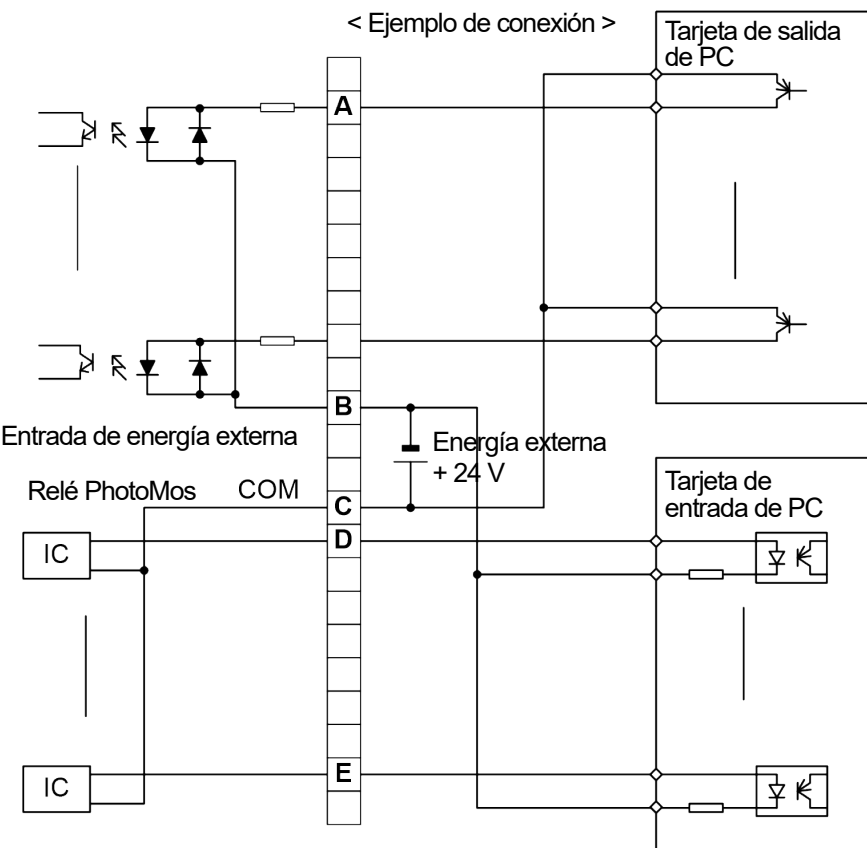 < Ejemplo de conexión >
Tarjeta de salida
de PC
A
B
Entrada de energía externa
Energía externa
+ 24 V
Relé PhotoMos
COM
C
Tarjeta de
entrada de PC
D
IC
E
IC